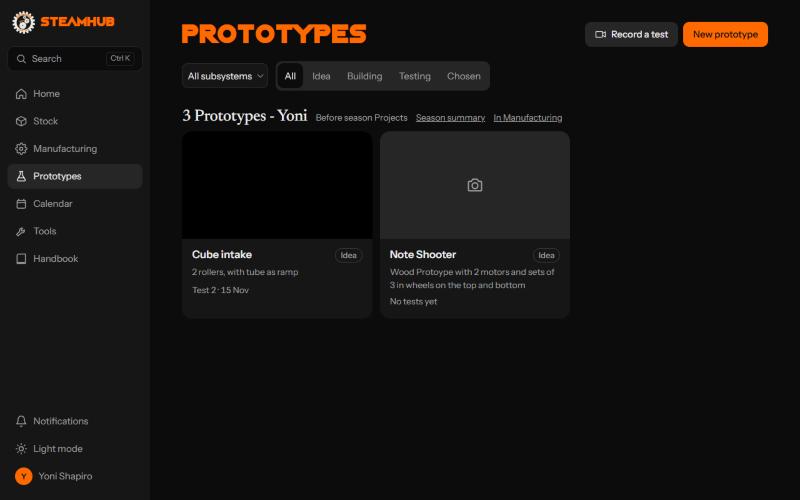 STEAMHUB
Search Ctrl K
Home
Stock
Manufacturing
Prototypes
Calendar
Tools
Handbook
Notifications
Light mode
Y Yoni Shapiro
PROTOTYPES
Record a test New prototype
All subsystems All Idea Building Testing Chosen
3 Prototypes - Yoni Before season Projects Season summary In Manufacturing
Cube intake Idea
2 rollers, with tube as ramp
Test 2 · 15 Nov
Note Shooter Idea
Wood Protoype with 2 motors and sets of
3 in wheels on the top and bottom
No tests yet